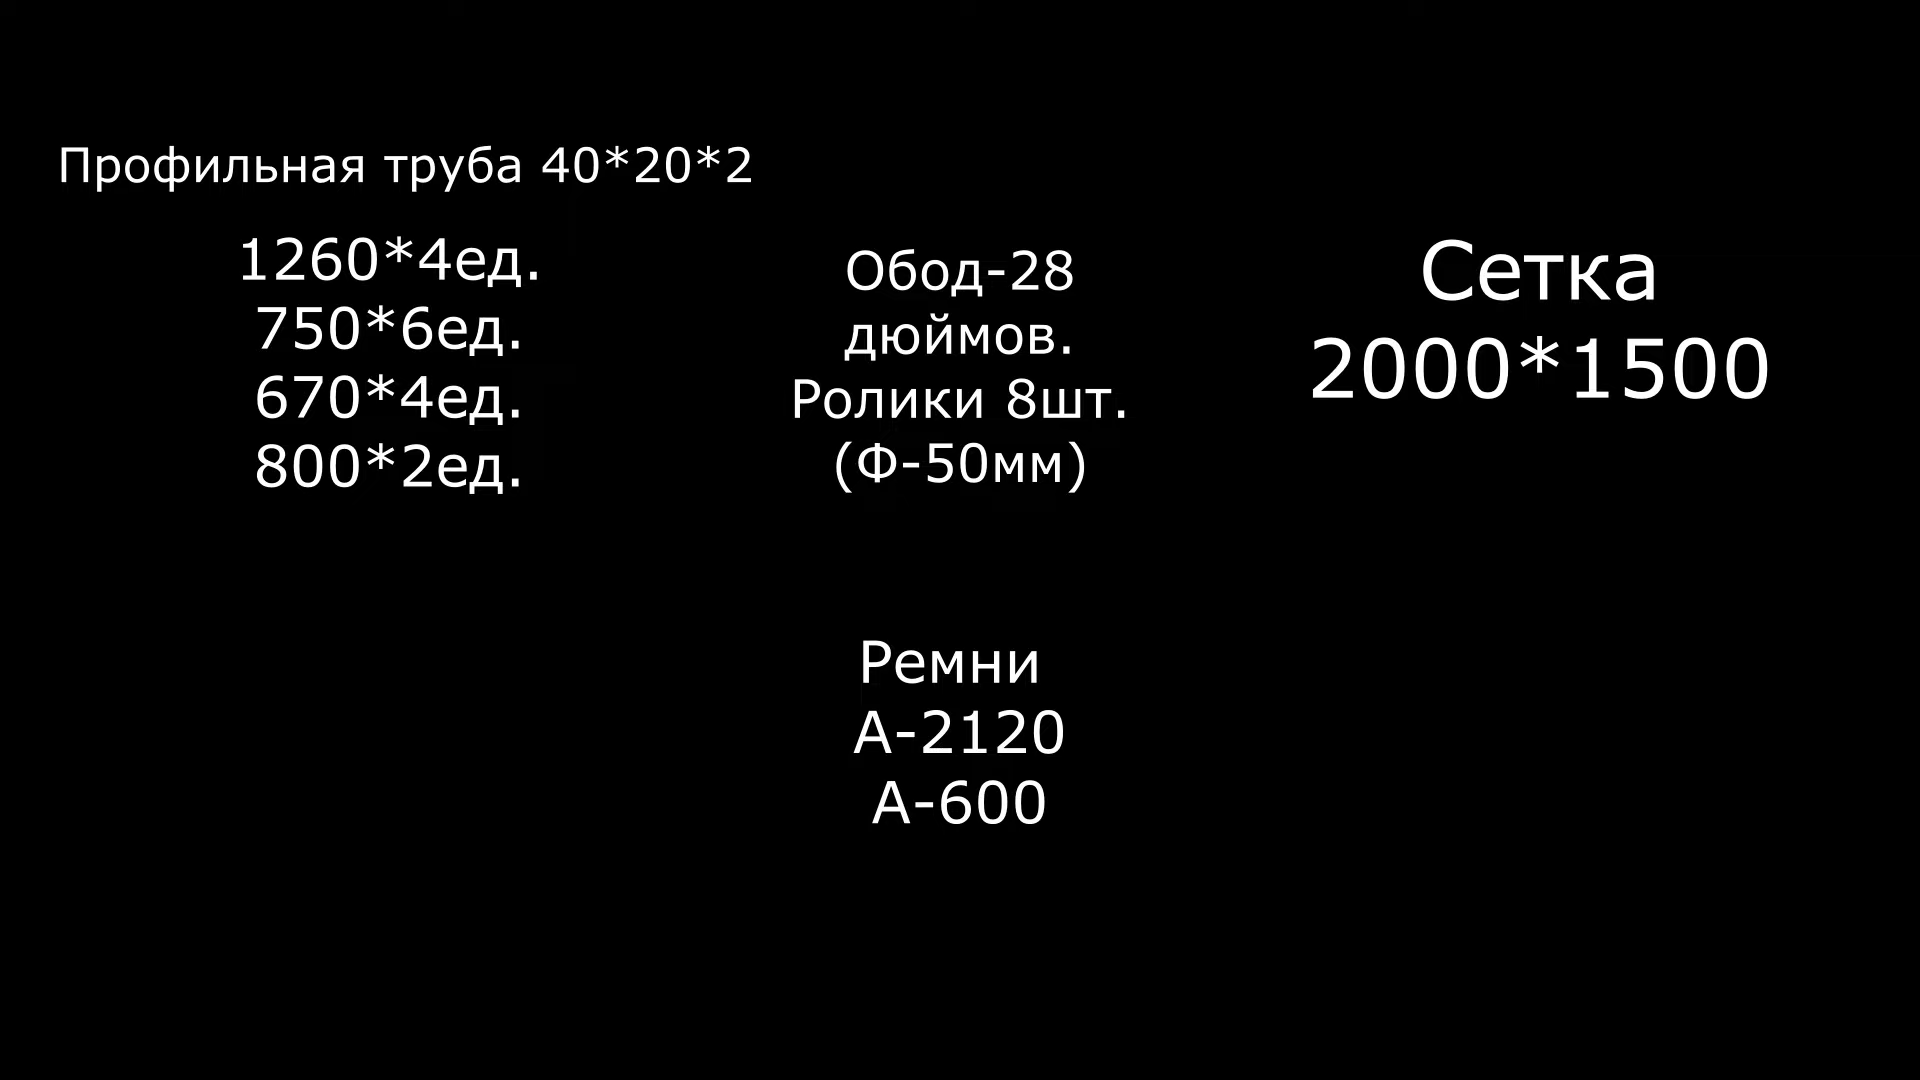 Профильная труба 40*20*2
1260*4ед.
750*6ед.
670*4ед.
800*2ед.
Обод-28
дюймов.
Ролики 8шт.
(Ф-50мм)
Сетка
2000*1500
Ремни
А-2120
А-600